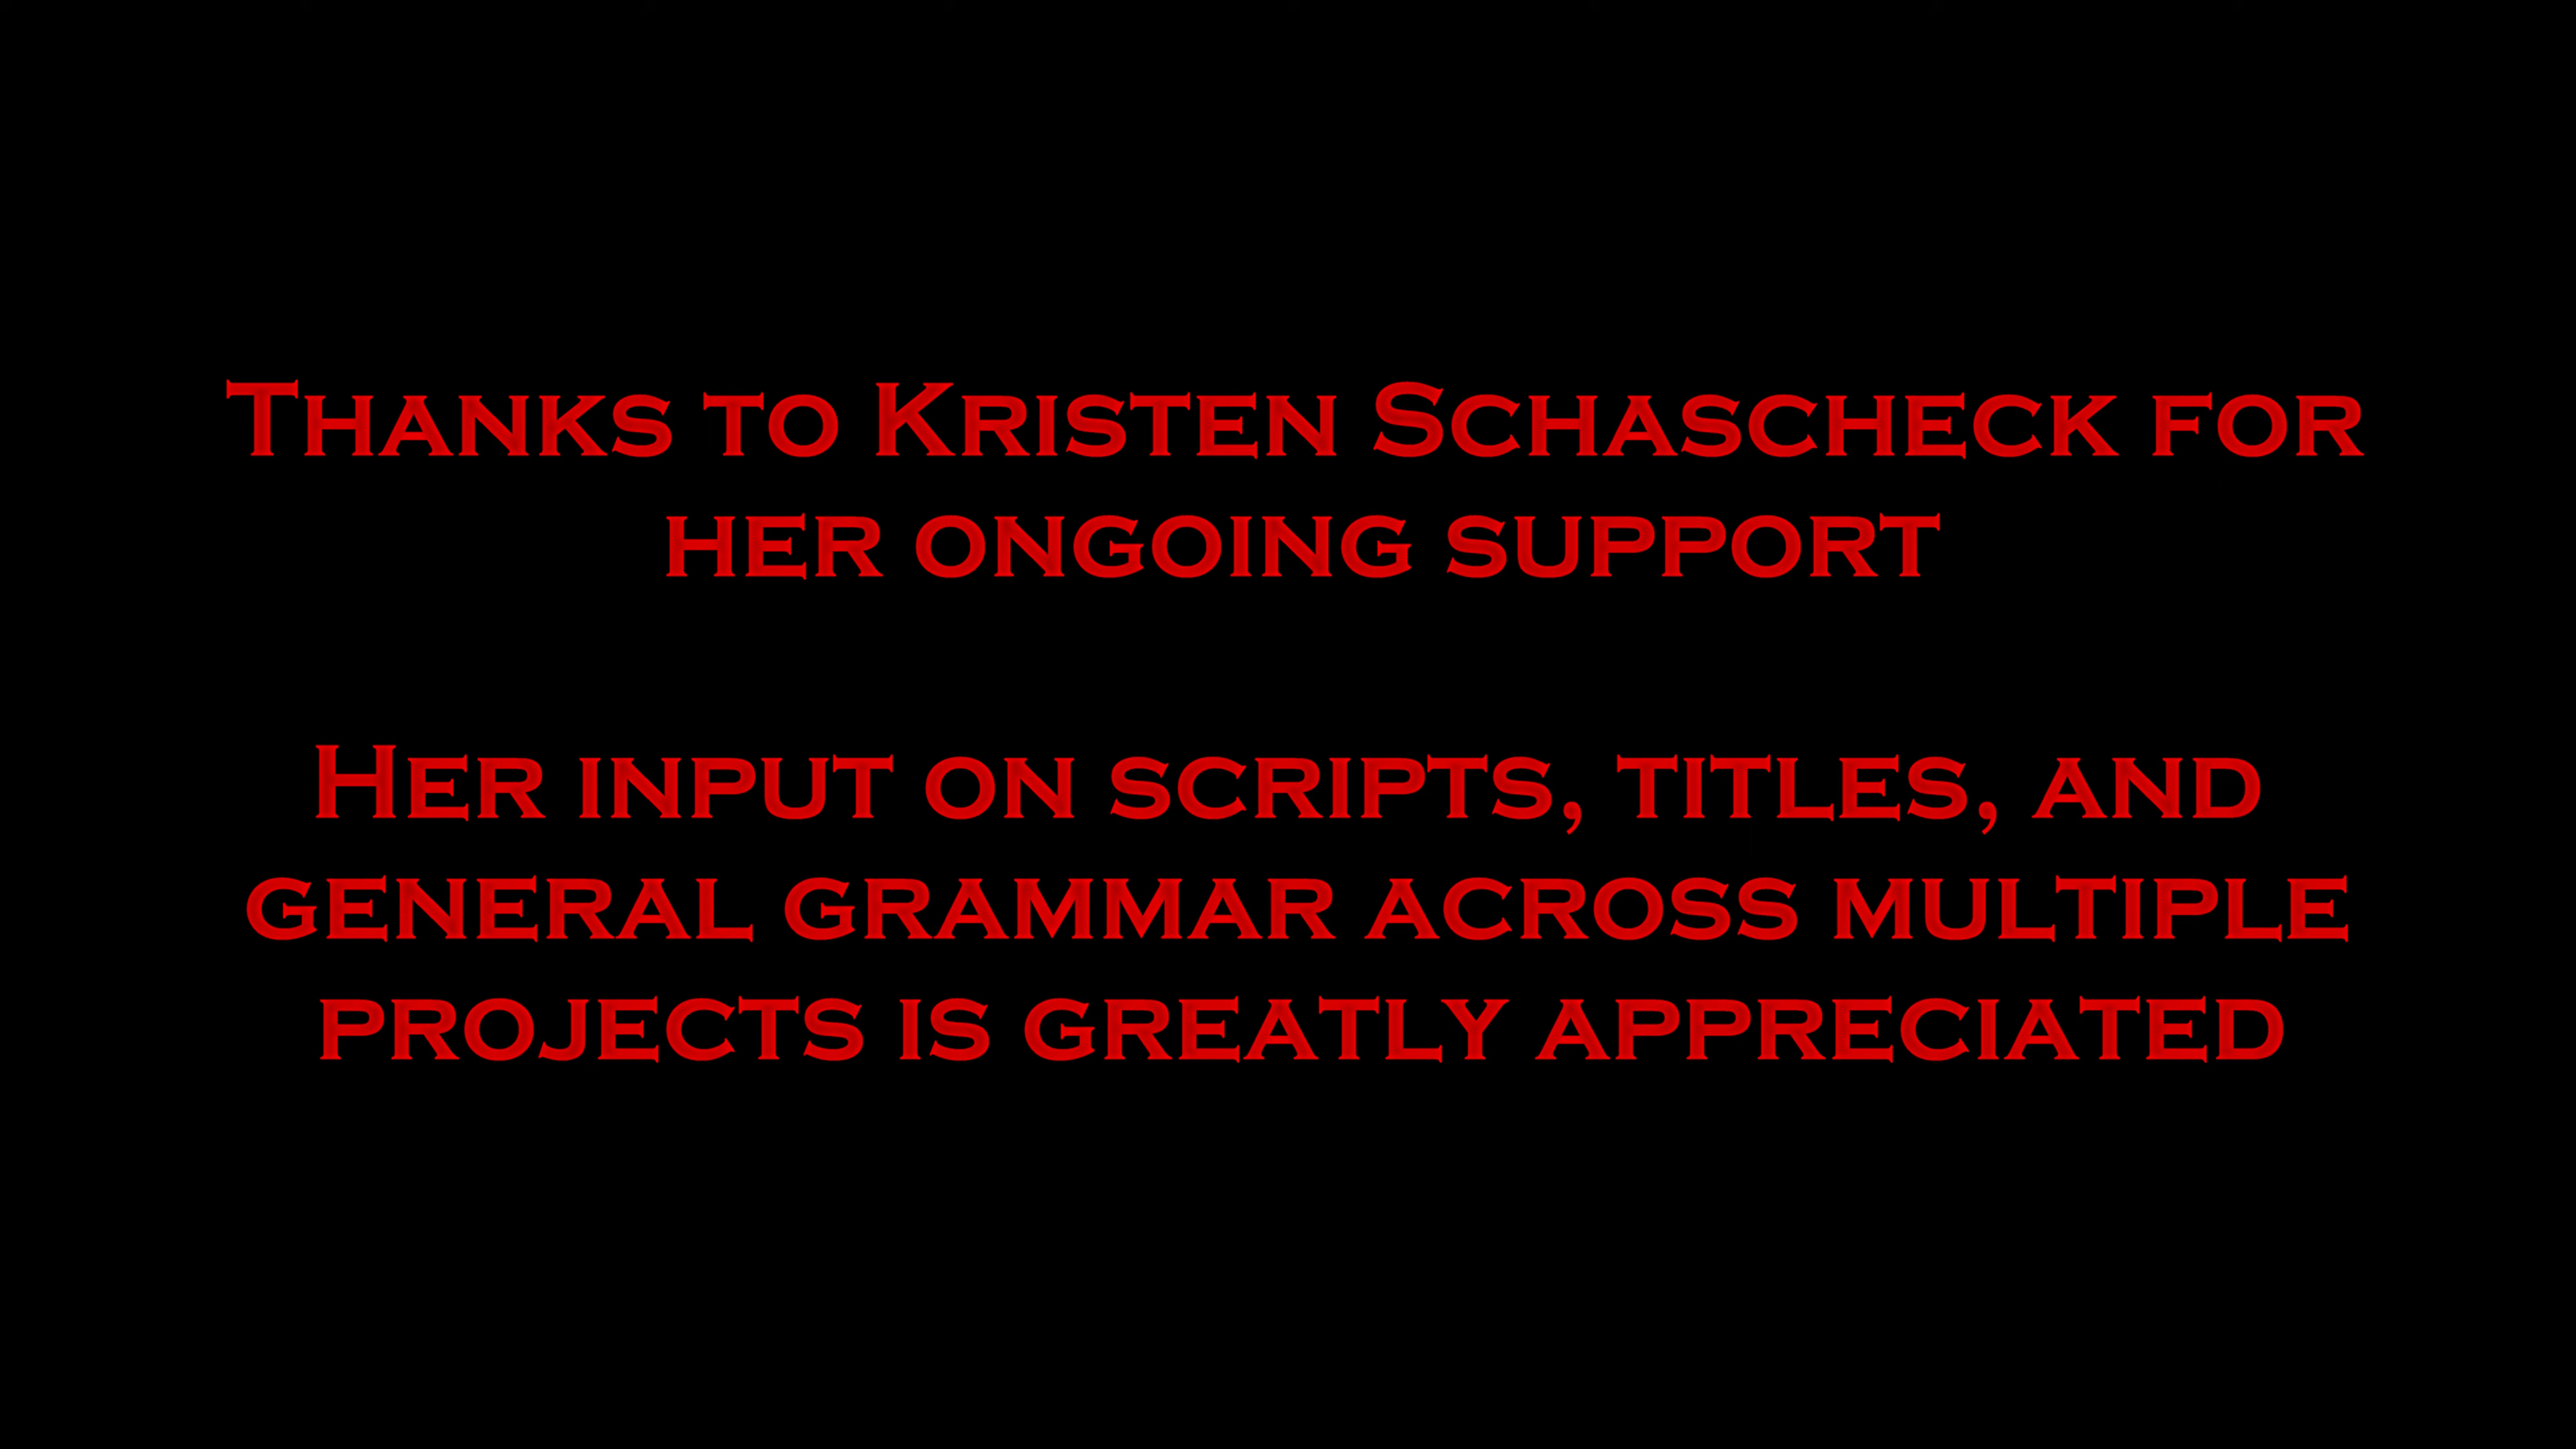 Thanks to Kristen Schascheck for
her ongoing support
Her input on scripts, titles, and
general grammar across multiple
projects is greatly appreciated